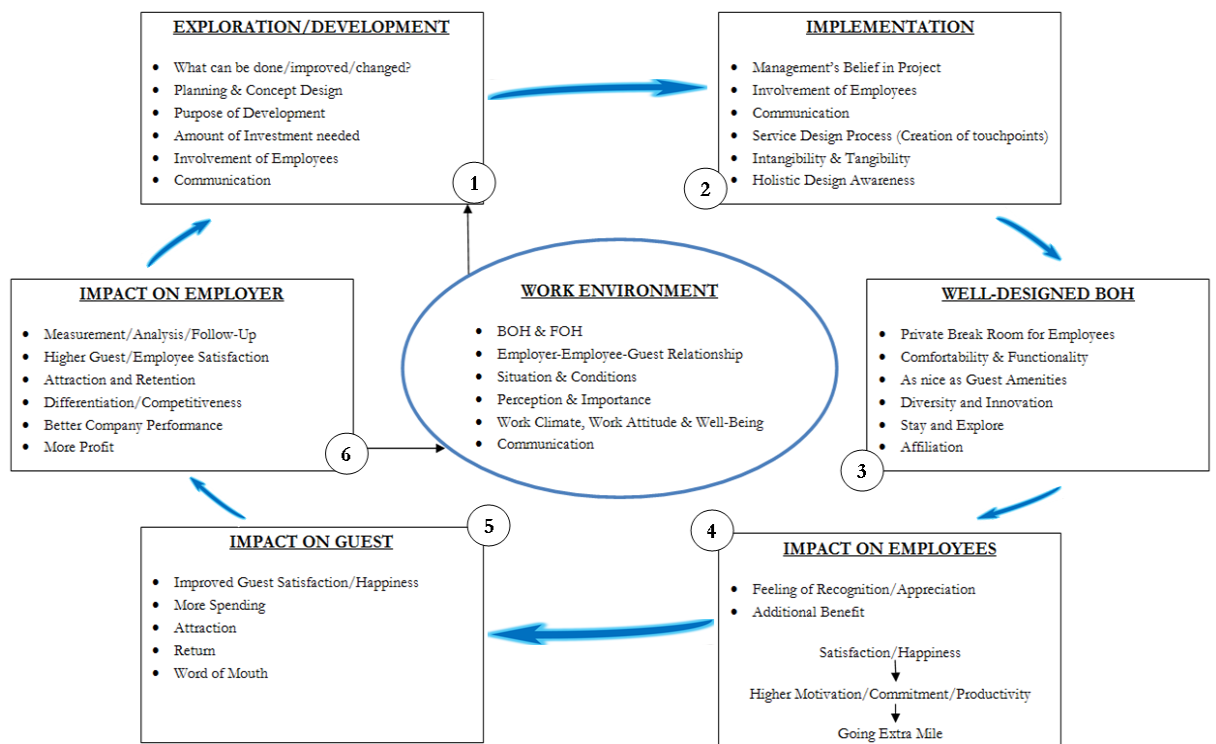 EXPLORATION/DEVELOPMENT
• What can be done/improved/changed?
• Planning & Concept Design
• Purpose of Development
• Amount of Investment needed
• Involvement of Employees
• Communication
1
IMPLEMENTATION
• Management's Belief in Project
• Involvement of Employees
• Communication
• Service Design Process (Creation of touchpoints)
• Intangibility & Tangibility
• Holistic Design Awareness
2
IMPACT ON EMPLOYER
• Measurement/Analysis/Follow-Up
• Higher Guest/Employee Satisfaction
• Attraction and Retention
• Differentiation/Competitiveness
• Better Company Performance
• More Profit
6
WORK ENVIRONMENT
• BOH & FOH
• Employer-Employee-Guest Relationship
• Situation & Conditions
• Perception & Importance
• Work Climate, Work Attitude & Well-Being
• Communication
WELL-DESIGNED BOH
• Private Break Room for Employees
• Comfortability & Functionality
• As nice as Guest Amenities
• Diversity and Innovation
• Stay and Explore
• Affiliation
3
5
IMPACT ON GUEST
• Improved Guest Satisfaction/Happiness
• More Spending
• Attraction
• Return
• Word of Mouth
4
IMPACT ON EMPLOYEES
• Feeling of Recognition/Appreciation
• Additional Benefit
Satisfaction/Happiness
Higher Motivation/Commitment/Productivity
Going Extra Mile